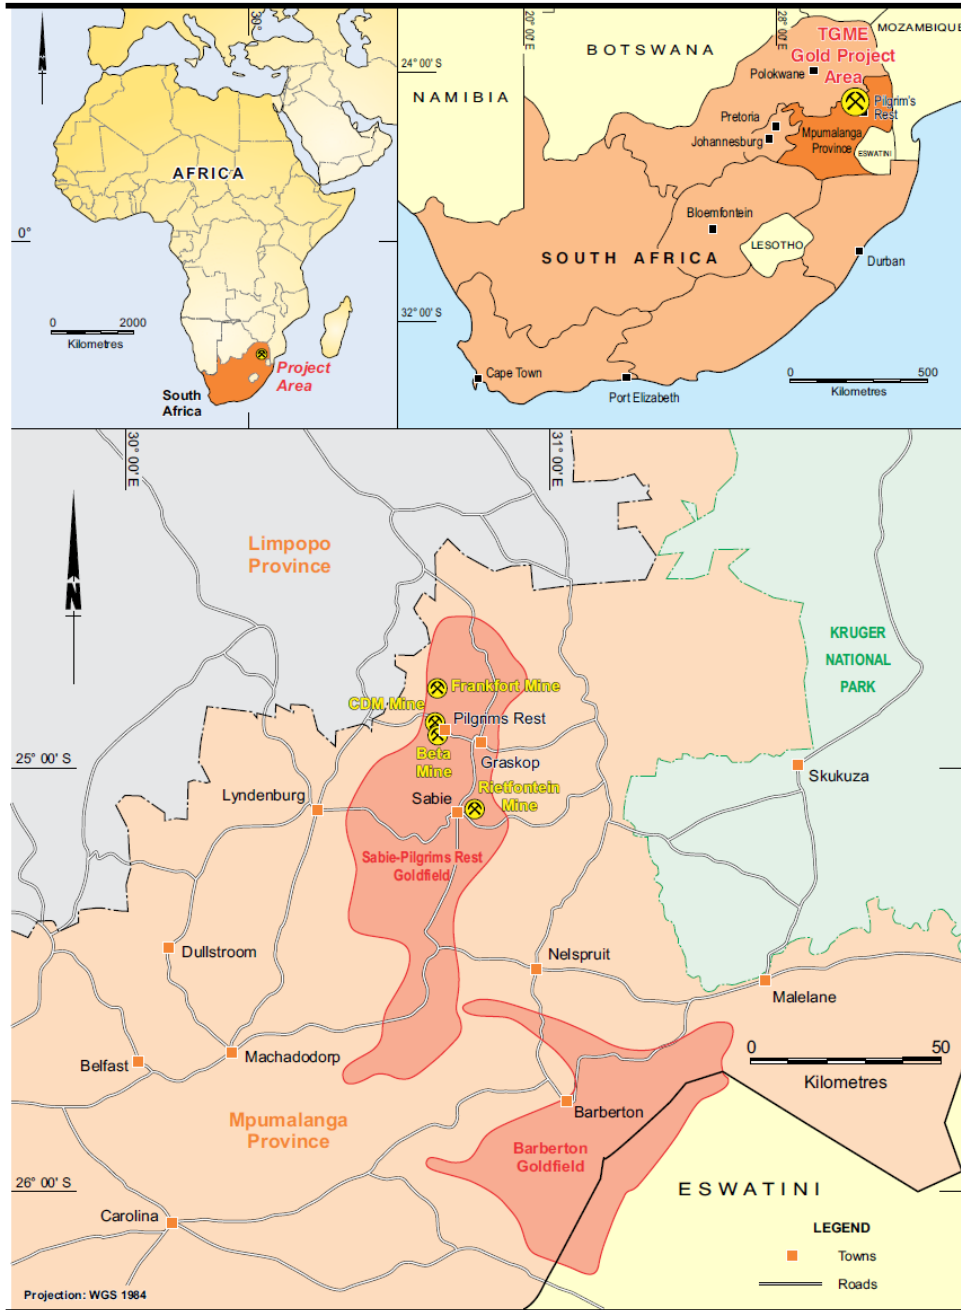 30°
N
AFRICA
0°
0 2000
Kilometres
Project
Area
South
Africa
20° 00'E
28° 00'E
TGME
Gold Project
Area
MOZAMBIQUE
BOTSWANA
24° 00' S
NAMIBIA
Polokwane
Pilgrim's
Rest
Pretoria
Johannesburg
Mpumalanga
Province
ESWATINI
Bloemfontein
LESOTHO
SOUTH AFRICA
Durban
32° 00' S
Cape Town
Port Elizabeth
0 500
Kilometres
30° 00'E
31° 00'E
N
Limpopo
Province
KRUGER
NATIONAL
PARK
Frankfort Mine
CDM Mine
Pilgrims Rest
Beta
Mine
Graskop
25° 00' S
Skukuza
Lyndenburg
Sabie
Rietfontein
Mine
Sabie-Pilgrims Rest
Goldfield
Dullstroom
Nelspruit
Malelane
Belfast
Machadodorp
0 50
Kilometres
Mpumalanga
Province
Barberton
Barberton
Goldfield
26° 00' S
ESWATINI
Carolina
LEGEND
Towns
Roads
Projection: WGS 1984